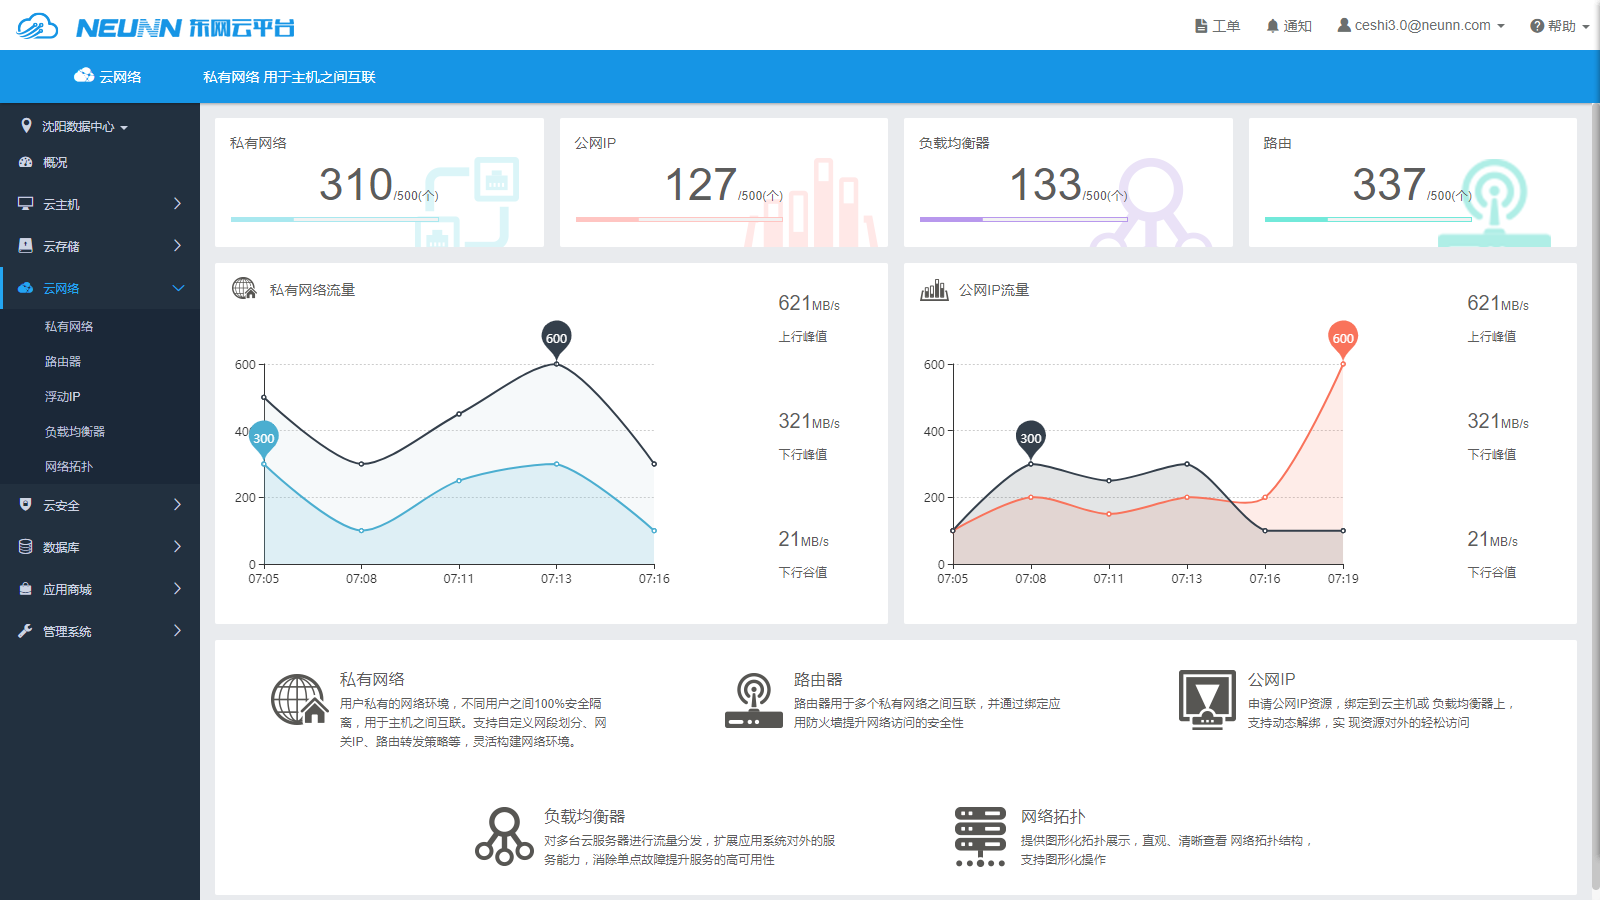 NEUNN 东网云平台
工单
通知
ceshi3.0@neunn.com
帮助
云网络
私有网络 用于主机之间互联
沈阳数据中心
概况
云主机
云存储
云网络
私有网络
路由器
浮动IP
负载均衡器
网络拓扑
云安全
数据库
应用商城
管理系统
私有网络
310/500(个)
公网IP
127/500(个)
负载均衡器
133/500(个)
路由
337/500(个)
私有网络流量
621MB/s
上行峰值
321MB/s
下行峰值
21MB/s
下行谷值
600
300
600
400
200
0
07:05
07:08
07:11
07:13
07:16
公网IP流量
621MB/s
上行峰值
321MB/s
下行峰值
21MB/s
下行谷值
600
300
600
400
200
0
07:05
07:08
07:11
07:13
07:16
07:19
私有网络
用户私有的网络环境，不同用户之间100%安全隔
离，用于主机之间互联。支持自定义网段划分、网
关IP、路由转发策略等，灵活构建网络环境。
路由器
路由器用于多个私有网络之间互联，并通过绑定应
用防火墙提升网络访问的安全性
公网IP
申请公网IP资源，绑定到云主机或 负载均衡器上，
支持动态解绑，实 现资源对外的轻松访问
负载均衡器
对多台云服务器进行流量分发，扩展应用系统对外的服
务能力，消除单点故障提升服务的高可用性
网络拓扑
提供图形化拓扑展示，直观、清晰查看 网络拓扑结构，
支持图形化操作